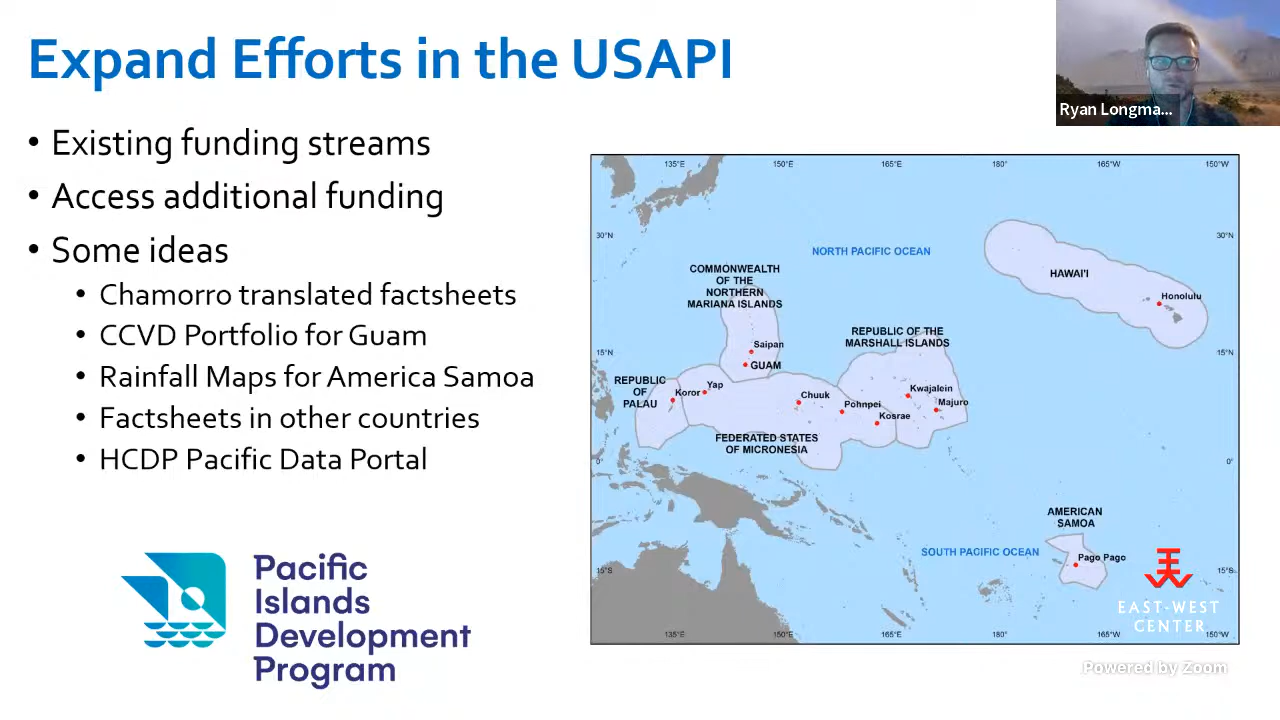 Expand Efforts in the USAPI
Ryan Longma...
• Existing funding streams
• Access additional funding
• Some ideas
• Chamorro translated factsheets
• CCVD Portfolio for Guam
• Rainfall Maps for America Samoa
• Factsheets in other countries
• HCDP Pacific Data Portal
Pacific
Islands
Development
Program
135°E 150°E 165°E 180° 165°W 150°W
30°N 30°N
NORTH PACIFIC OCEAN
HAWAI'I
Honolulu
COMMONWEALTH
OF THE
NORTHERN
MARIANA ISLANDS
REPUBLIC OF THE
MARSHALL ISLANDS
15°N 15°N
Saipan
GUAM
REPUBLIC
OF
PALAU
Koror
Yap
Chuuk
Pohnpei
Kosrae
Kwajalein
Majuro
FEDERATED STATES
OF MICRONESIA
0° 0°
AMERICAN
SAMOA
SOUTH PACIFIC OCEAN
Pago Pago
15°S 15°S
EAST-WEST
CENTER
135°E 150°E 165°E 180° 165°W 150°W
Powered by Zoom